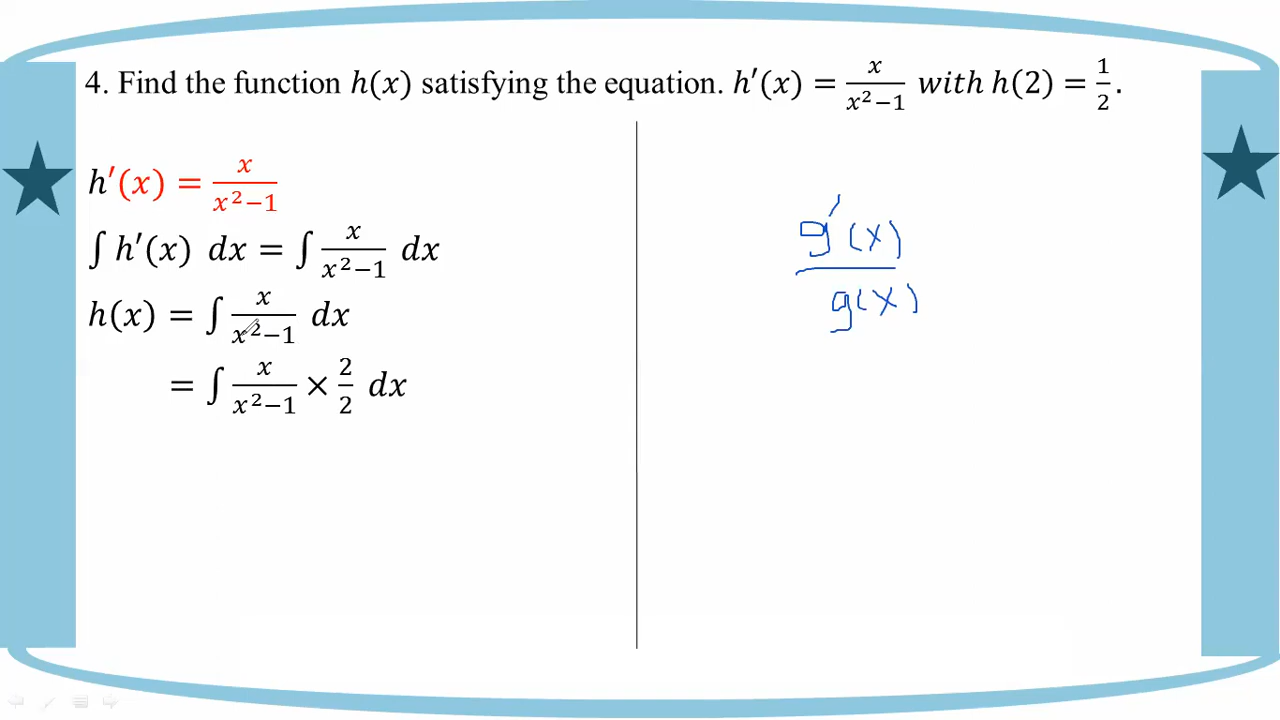 4. Find the function h(x) satisfying the equation. h′(x) = x/(x²−1) with h(2) = 1/2.
h′(x) = x/(x²−1)
∫ h′(x) dx = ∫ x/(x²−1) dx
h(x) = ∫ x/(x²−1) dx
= ∫ x/(x²−1) × 2/2 dx
g′(x)
g(x)